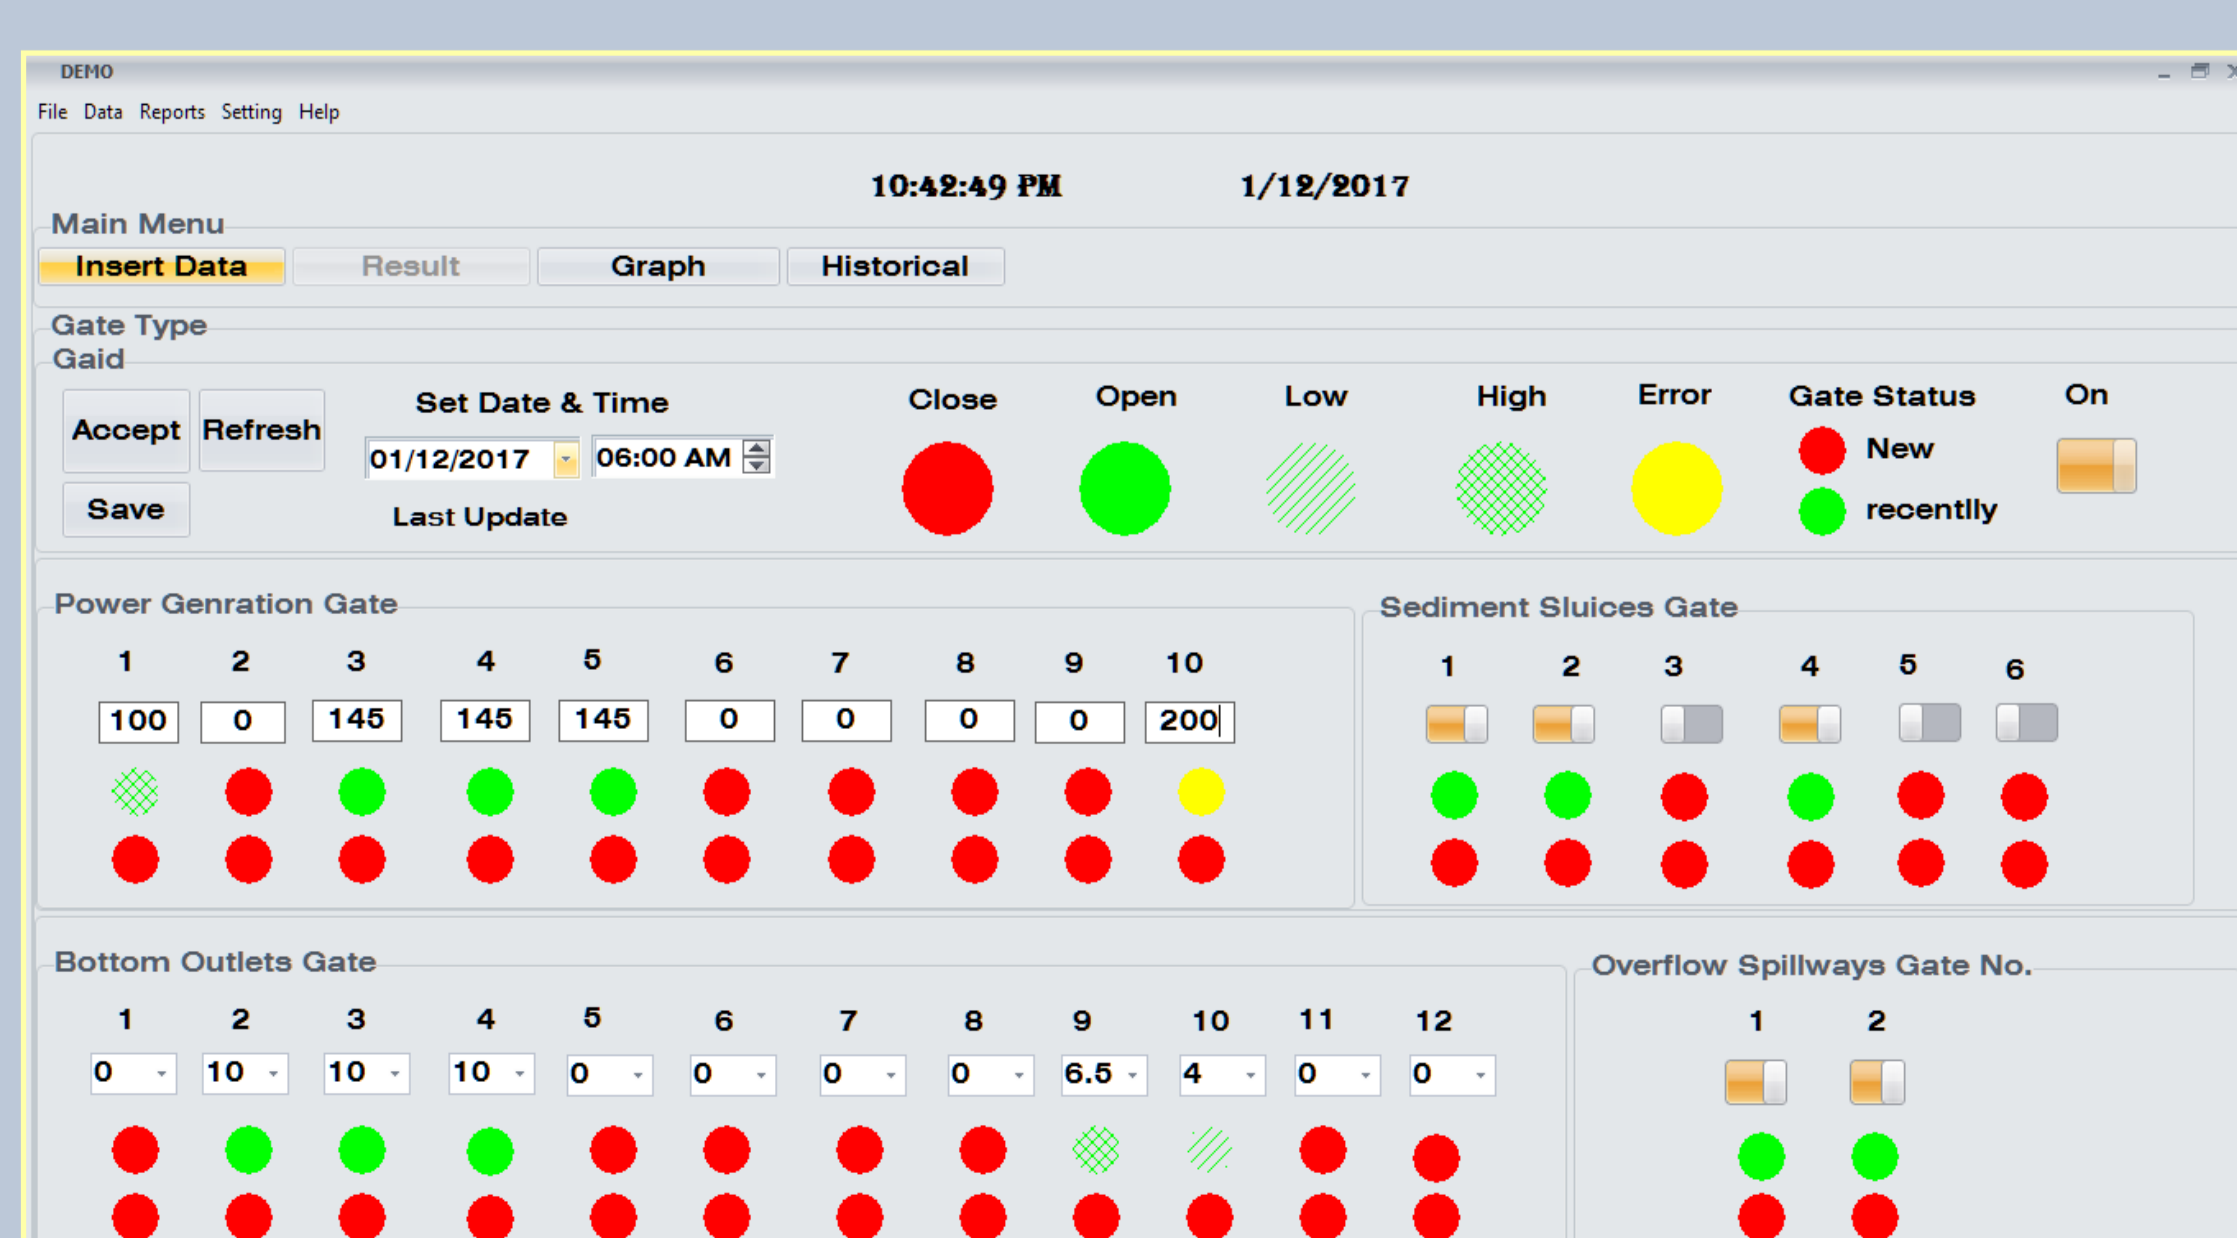 DEMO
File Data Reports Setting Help
10:42:49 PM 1/12/2017
Main Menu
Insert Data Result Graph Historical
Gate Type
Gaid
Accept Refresh Save
Set Date & Time
01/12/2017 06:00 AM
Last Update
Close Open Low High Error
Gate Status
New
recentlly
On
Power Genration Gate
1 2 3 4 5 6 7 8 9 10
100 0 145 145 145 0 0 0 0 200
Sediment Sluices Gate
1 2 3 4 5 6
Bottom Outlets Gate
1 2 3 4 5 6 7 8 9 10 11 12
0 10 10 10 0 0 0 0 6.5 4 0 0
Overflow Spillways Gate No.
1 2